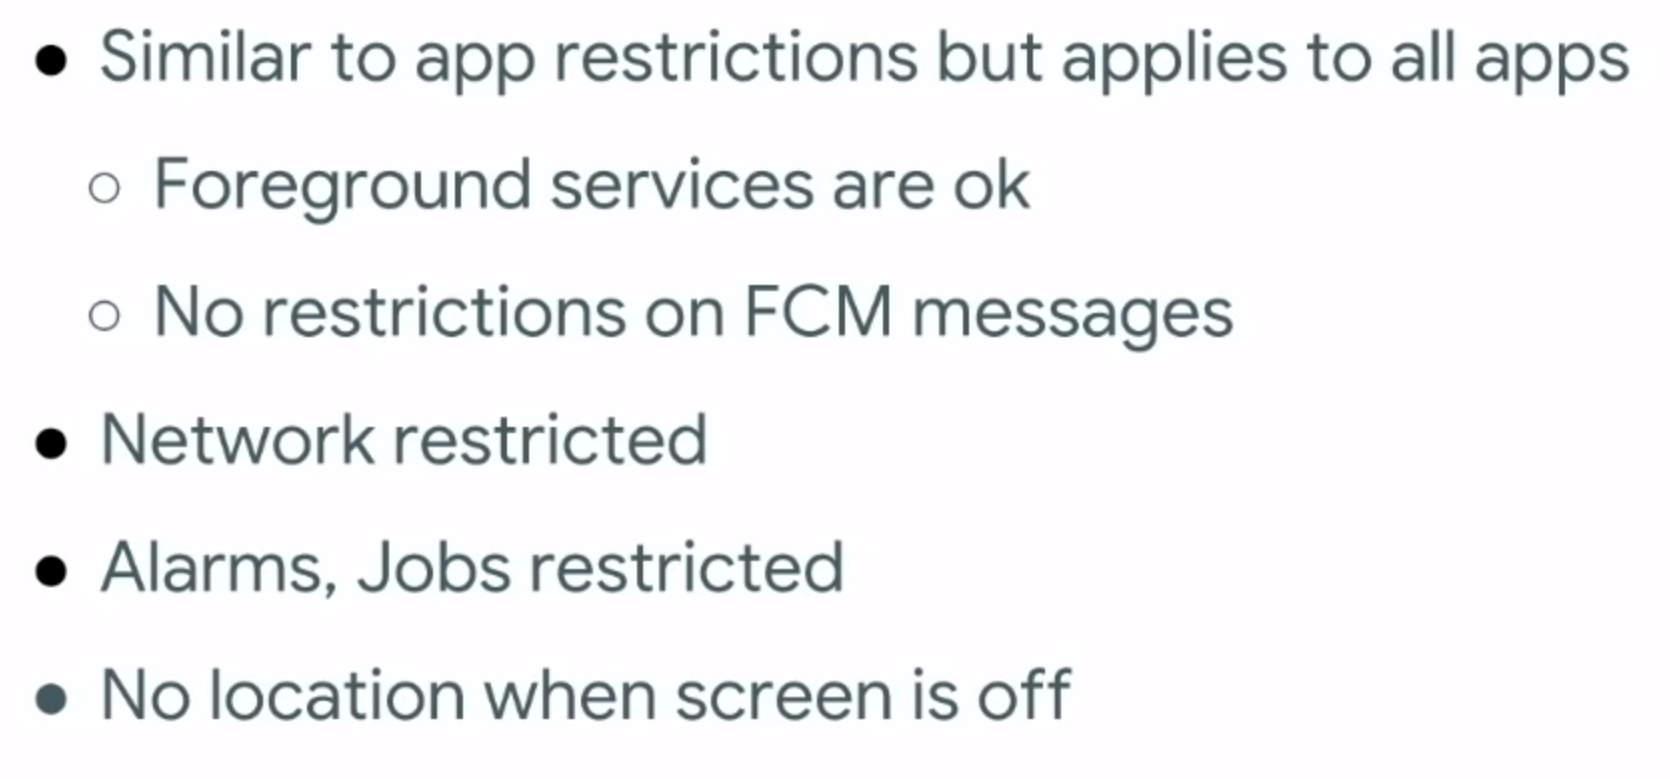 ● Similar to app restrictions but applies to all apps
○ Foreground services are ok
○ No restrictions on FCM messages
● Network restricted
● Alarms, Jobs restricted
● No location when screen is off